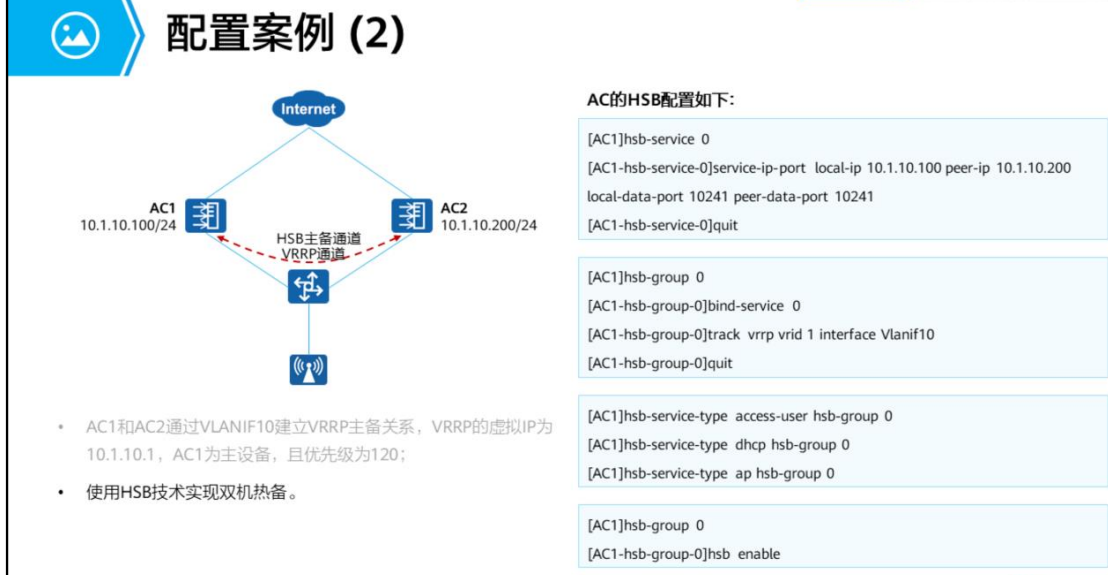 配置案例 (2)
Internet
AC1
10.1.10.100/24
AC2
10.1.10.200/24
HSB主备通道
VRRP通道
• AC1和AC2通过VLANIF10建立VRRP主备关系，VRRP的虚拟IP为
10.1.10.1，AC1为主设备，且优先级为120；
• 使用HSB技术实现双机热备。
AC的HSB配置如下：
[AC1]hsb-service 0
[AC1-hsb-service-0]service-ip-port local-ip 10.1.10.100 peer-ip 10.1.10.200
local-data-port 10241 peer-data-port 10241
[AC1-hsb-service-0]quit
[AC1]hsb-group 0
[AC1-hsb-group-0]bind-service 0
[AC1-hsb-group-0]track vrrp vrid 1 interface Vlanif10
[AC1-hsb-group-0]quit
[AC1]hsb-service-type access-user hsb-group 0
[AC1]hsb-service-type dhcp hsb-group 0
[AC1]hsb-service-type ap hsb-group 0
[AC1]hsb-group 0
[AC1-hsb-group-0]hsb enable